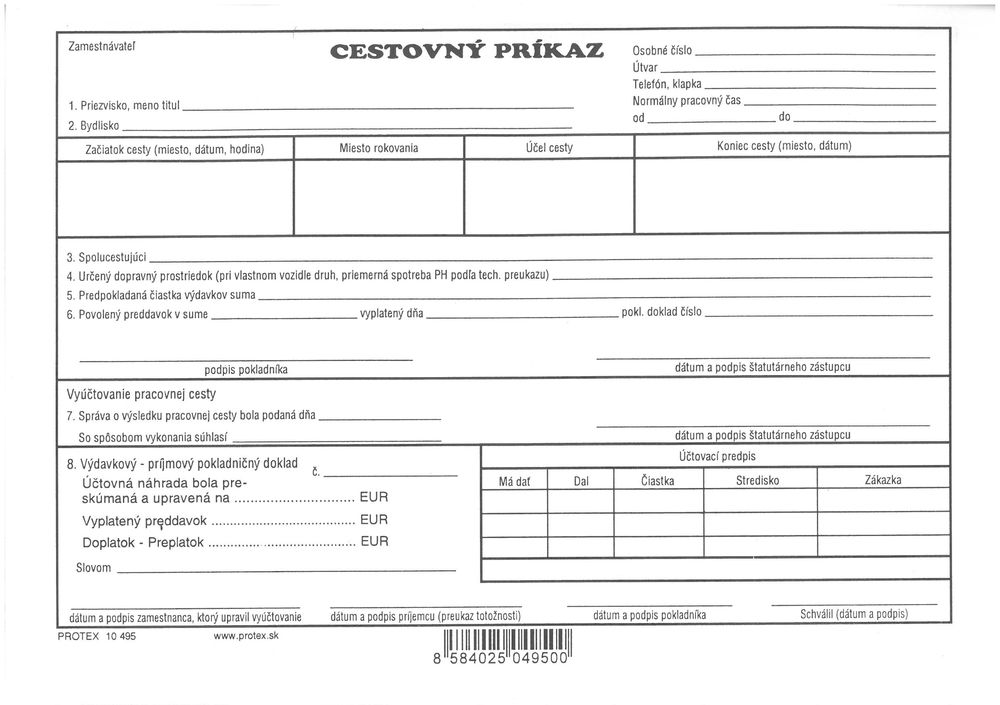 Zamestnávateľ
CESTOVNÝ PRÍKAZ
Osobné číslo
Útvar
Telefón, klapka
Normálny pracovný čas
od do
1. Priezvisko, meno titul
2. Bydlisko
Začiatok cesty (miesto, dátum, hodina) Miesto rokovania Účel cesty Koniec cesty (miesto, dátum)
3. Spolucestujúci
4. Určený dopravný prostriedok (pri vlastnom vozidle druh, priemerná spotreba PH podľa tech. preukazu)
5. Predpokladaná čiastka výdavkov suma
6. Povolený preddavok v sume vyplatený dňa pokl. doklad číslo
podpis pokladníka dátum a podpis štatutárneho zástupcu
Vyúčtovanie pracovnej cesty
7. Správa o výsledku pracovnej cesty bola podaná dňa
So spôsobom vykonania súhlasí dátum a podpis štatutárneho zástupcu
8. Výdavkový - príjmový pokladničný doklad č.
Účtovná náhrada bola pre-
skúmaná a upravená na .............................. EUR
Vyplatený pręddavok .................................... EUR
Doplatok - Preplatok ..................................... EUR
Slovom
Účtovací predpis
Má dať Dal Čiastka Stredisko Zákazka
dátum a podpis zamestnanca, ktorý upravil vyúčtovanie dátum a podpis príjemcu (preukaz totožnosti) dátum a podpis pokladníka Schválil (dátum a podpis)
PROTEX 10 495 www.protex.sk
8 584025 049500